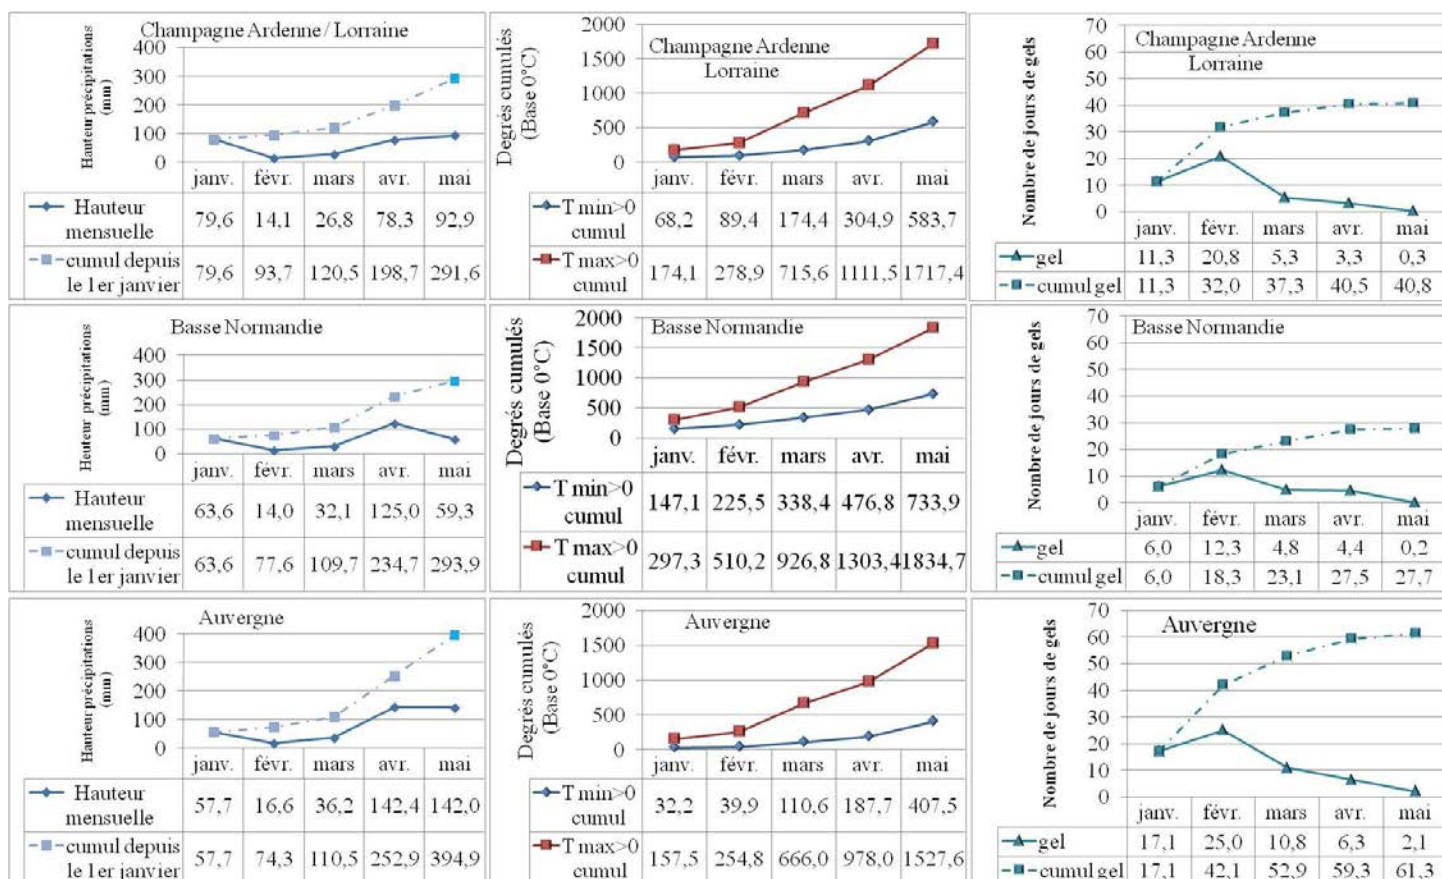 Champagne Ardenne / Lorraine
Hauteur précipitations
(mm)
400
300
200
100
0
janv. févr. mars avr. mai
Hauteur
mensuelle 79,6 14,1 26,8 78,3 92,9
cumul depuis
le 1er janvier 79,6 93,7 120,5 198,7 291,6
Degrés cumulés
(Base 0°C)
Champagne Ardenne
Lorraine
2000
1500
1000
500
0
janv. févr. mars avr. mai
T min>0
cumul 68,2 89,4 174,4 304,9 583,7
T max>0
cumul 174,1 278,9 715,6 1111,5 1717,4
Nombre de jours de gels
Champagne Ardenne
Lorraine
70
60
50
40
30
20
10
0
janv. févr. mars avr. mai
gel 11,3 20,8 5,3 3,3 0,3
cumul gel 11,3 32,0 37,3 40,5 40,8
Basse Normandie
Heuteur précipitations
(mm)
400
300
200
100
0
janv. févr. mars avr. mai
Hauteur
mensuelle 63,6 14,0 32,1 125,0 59,3
cumul depuis
le 1er janvier 63,6 77,6 109,7 234,7 293,9
Degrés cumulés
(Base 0°C)
Basse Normandie
2000
1500
1000
500
0
janv. févr. mars avr. mai
T min>0
cumul 147,1 225,5 338,4 476,8 733,9
T max>0
cumul 297,3 510,2 926,8 1303,4 1834,7
Nombre de jours de gels
Basse Normandie
70
60
50
40
30
20
10
0
janv. févr. mars avr. mai
gel 6,0 12,3 4,8 4,4 0,2
cumul gel 6,0 18,3 23,1 27,5 27,7
Auvergne
Hauteur précipitations
(mm)
400
300
200
100
0
janv. févr. mars avr. mai
Hauteur
mensuelle 57,7 16,6 36,2 142,4 142,0
cumul depuis
le 1er janvier 57,7 74,3 110,5 252,9 394,9
Degrés cumulés
(Base 0°C)
Auvergne
2000
1500
1000
500
0
janv. févr. mars avr. mai
T min>0
cumul 32,2 39,9 110,6 187,7 407,5
T max>0
cumul 157,5 254,8 666,0 978,0 1527,6
Nombre de jours de gels
Auvergne
70
60
50
40
30
20
10
0
janv. févr. mars avr. mai
gel 17,1 25,0 10,8 6,3 2,1
cumul gel 17,1 42,1 52,9 59,3 61,3